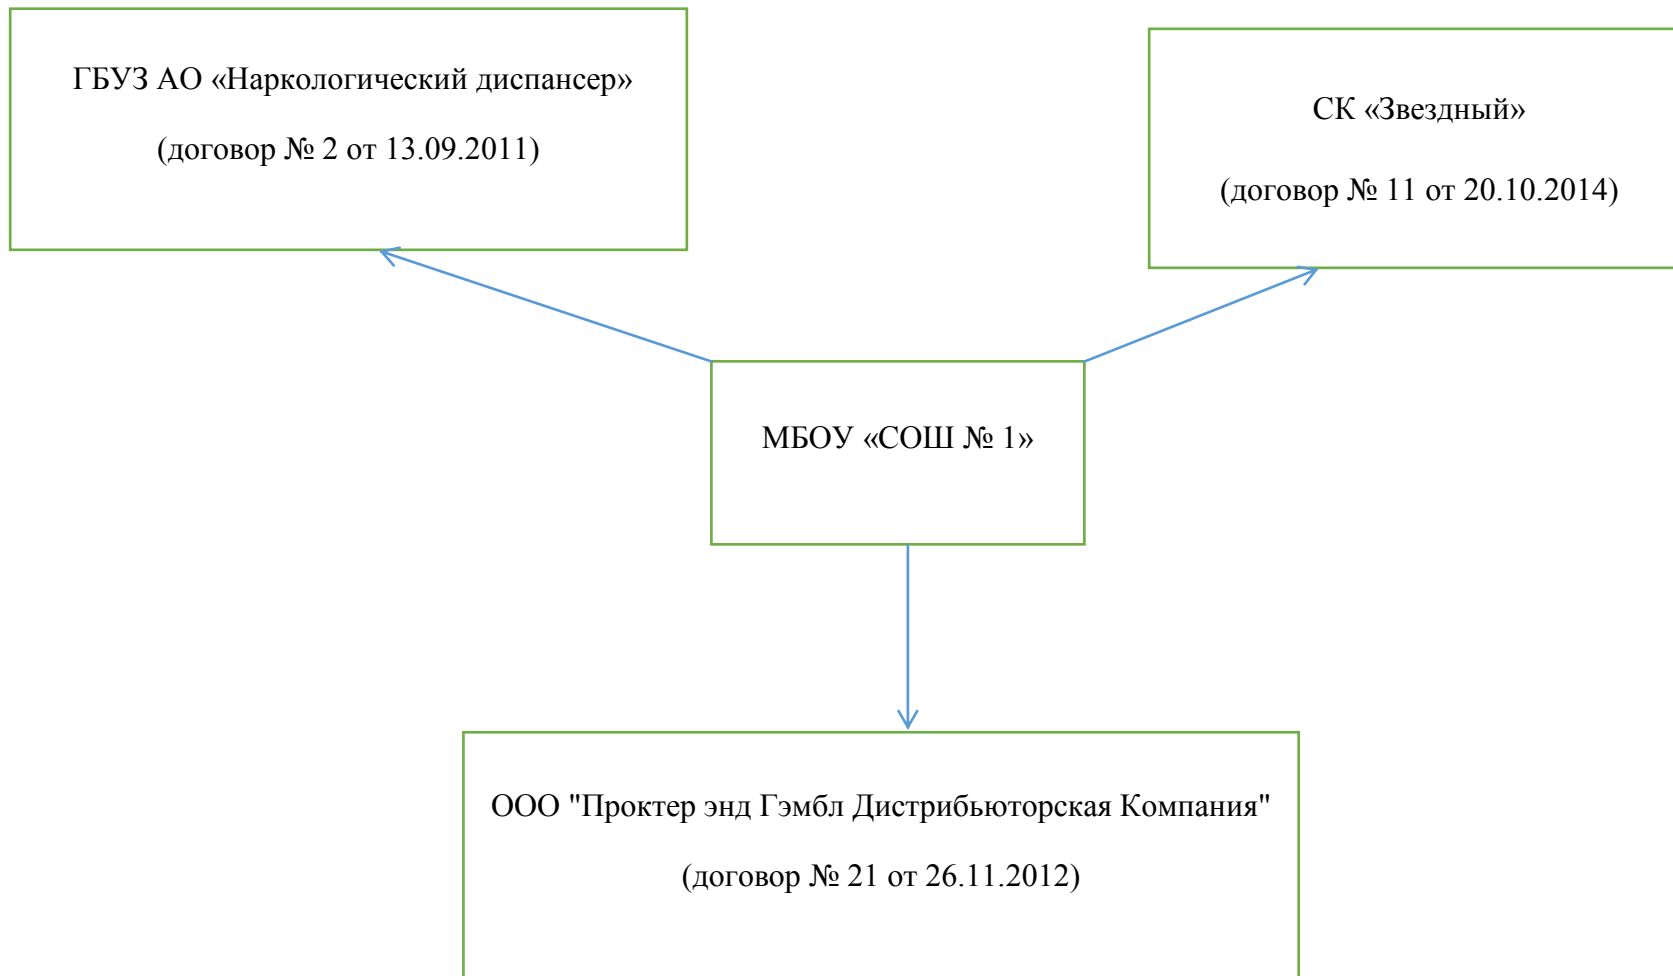 ГБУЗ АО «Наркологический диспансер»
(договор № 2 от 13.09.2011)
СК «Звездный»
(договор № 11 от 20.10.2014)
МБОУ «СОШ № 1»
ООО "Проктер энд Гэмбл Дистрибьюторская Компания"
(договор № 21 от 26.11.2012)